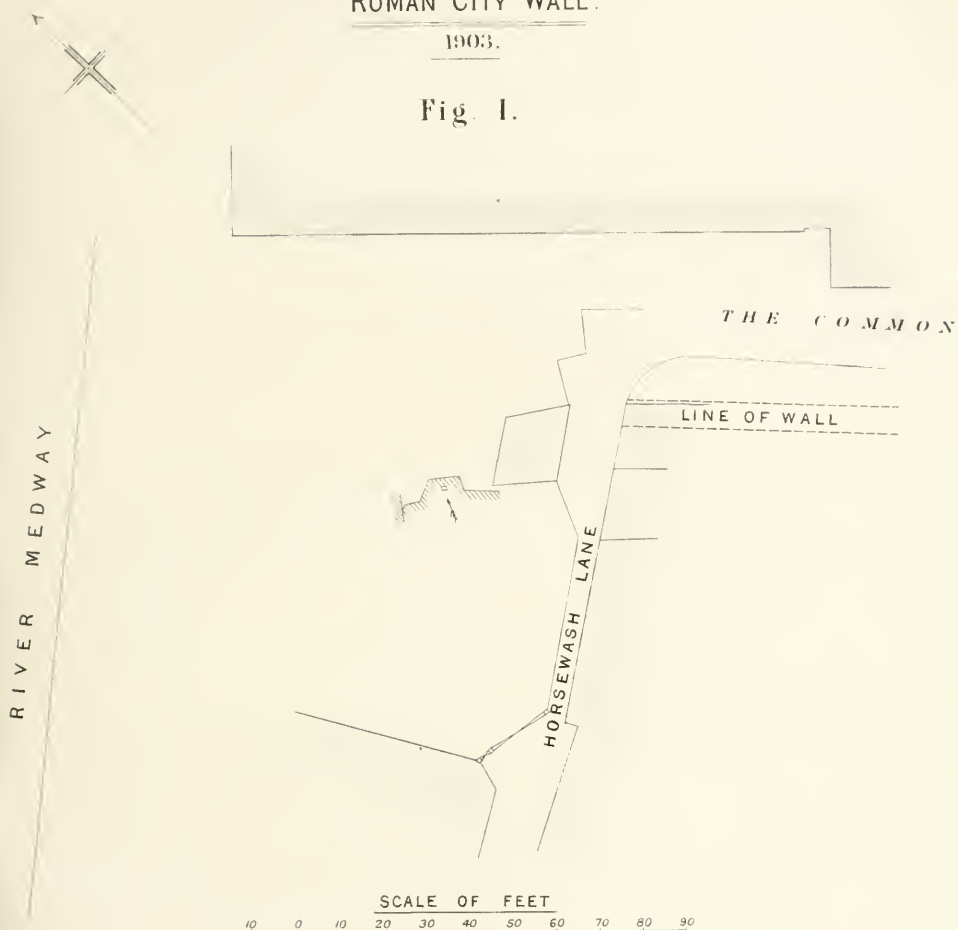 ROMAN CITY WALL.
1903.
Fig. I.
THE COMMON
LINE OF WALL
RIVER MEDWAY
HORSEWASH LANE
SCALE OF FEET
10 0 10 20 30 40 50 60 70 80 90